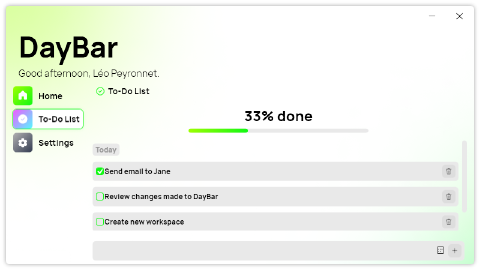 DayBar
Good afternoon, Léo Peyronnet.
Home
To-Do List
Settings
To-Do List
33% done
Today
Send email to Jane
Review changes made to DayBar
Create new workspace